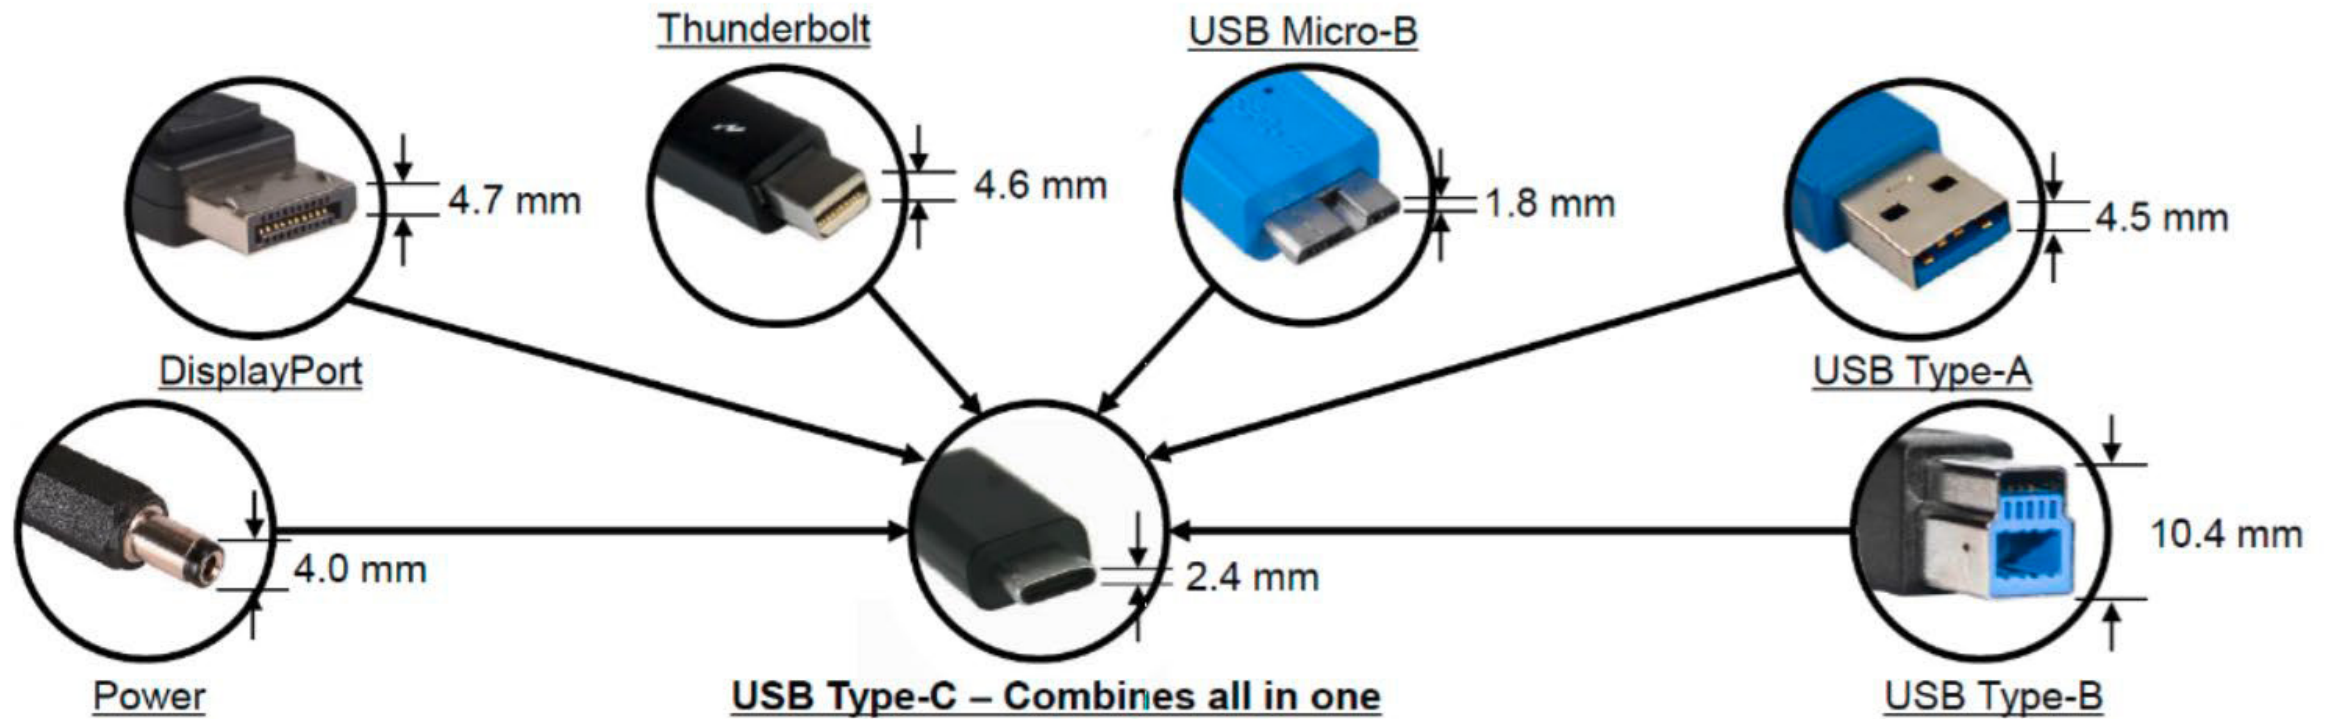 Thunderbolt
USB Micro-B
4.7 mm
4.6 mm
1.8 mm
4.5 mm
DisplayPort
USB Type-A
4.0 mm
2.4 mm
10.4 mm
Power
USB Type-C – Combines all in one
USB Type-B